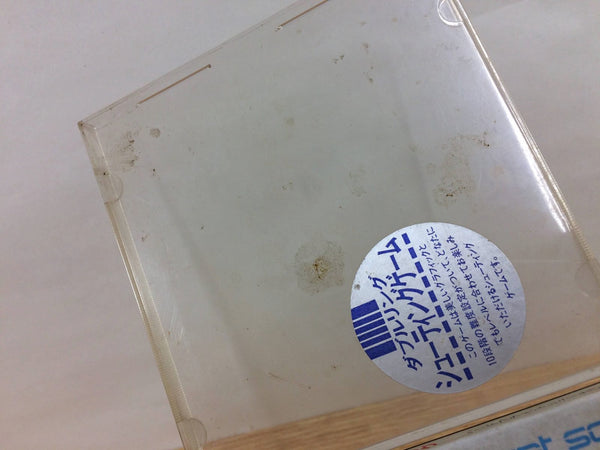 ダブルリング
シューティングゲーム
このゲームは美しいグラフィックと
10段階の難度設定がついて、どなたに
でもレベルに合わせてお楽しみ
いただけるシューティング
ゲームです。